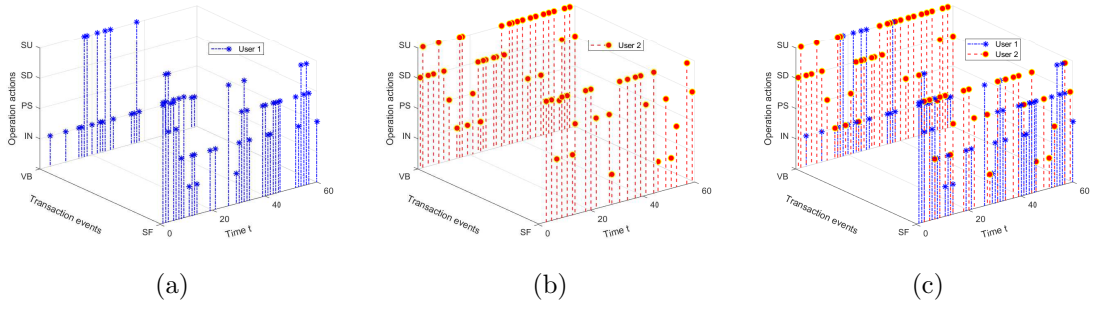 SU
SD
PS
IN
VB
Operation actions
Transaction events
SF
0
20
40
60
Time t
User 1
(a)
SU
SD
PS
IN
VB
Operation actions
Transaction events
SF
0
20
40
60
Time t
User 2
(b)
SU
SD
PS
IN
VB
Operation actions
Transaction events
SF
0
20
40
60
Time t
User 1
User 2
(c)